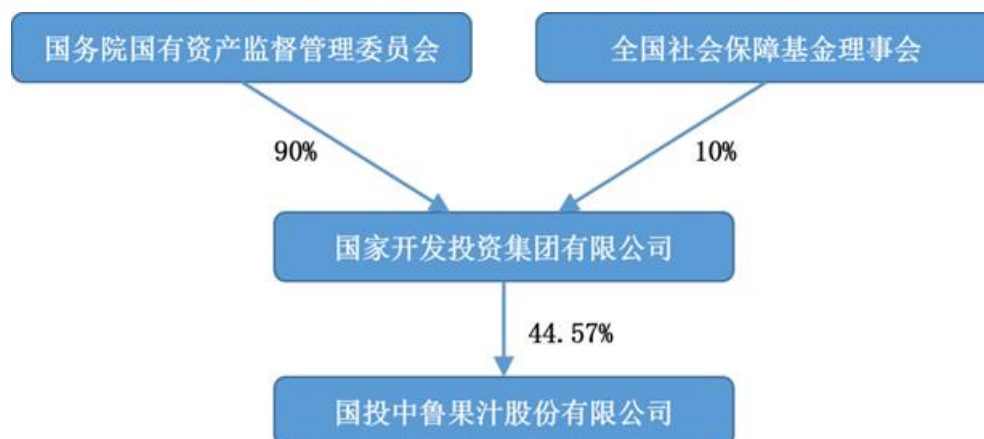 国务院国有资产监督管理委员会
全国社会保障基金理事会
90%
10%
国家开发投资集团有限公司
44.57%
国投中鲁果汁股份有限公司